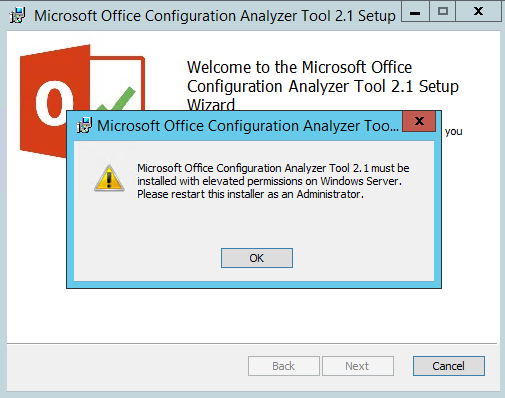 Microsoft Office Configuration Analyzer Tool 2.1 Setup
Welcome to the Microsoft Office
Configuration Analyzer Tool 2.1 Setup
Wizard
you
Microsoft Office Configuration Analyzer Too...
Microsoft Office Configuration Analyzer Tool 2.1 must be
installed with elevated permissions on Windows Server.
Please restart this installer as an Administrator.
OK
Back
Next
Cancel